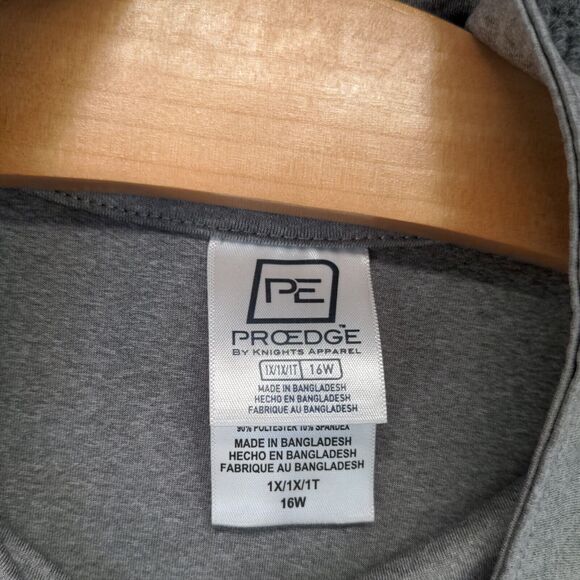 PE
PROEDGE™
BY KNIGHTS APPAREL
1X/1X/1T 16W
MADE IN BANGLADESH
HECHO EN BANGLADESH
FABRIQUE AU BANGLADESH
90% POLYESTER 10% SPANDEX
MADE IN BANGLADESH
HECHO EN BANGLADESH
FABRIQUE AU BANGLADESH
1X/1X/1T
16W